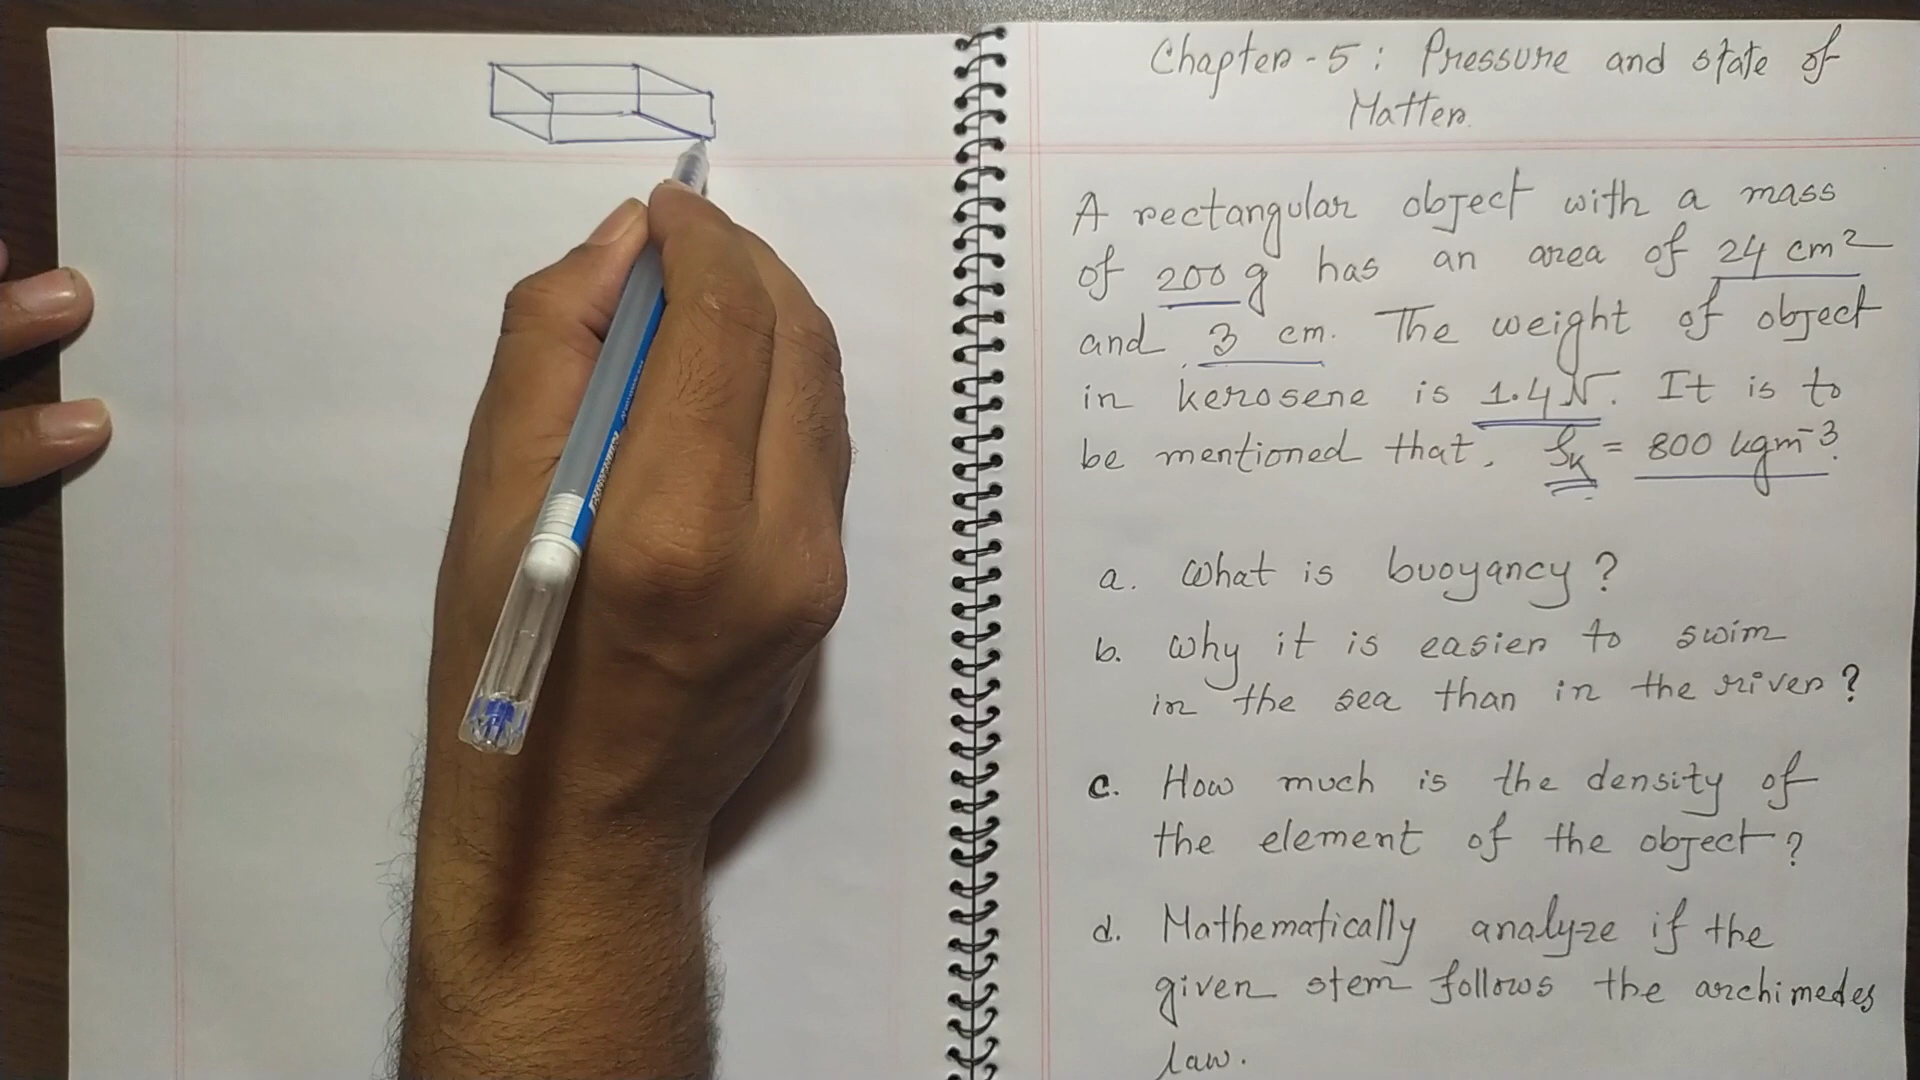 Chapter - 5 : Pressure and state of
Matter.
A rectangular object with a mass
of 200 g has an area of 24 cm²
and 3 cm. The weight of object
in kerosene is 1.4 N. It is to
be mentioned that, ρₖ = 800 kgm⁻³.
a. What is buoyancy ?
b. Why it is easier to swim
in the sea than in the river ?
c. How much is the density of
the element of the object ?
d. Mathematically analyze if the
given stem follows the archimedes
law.